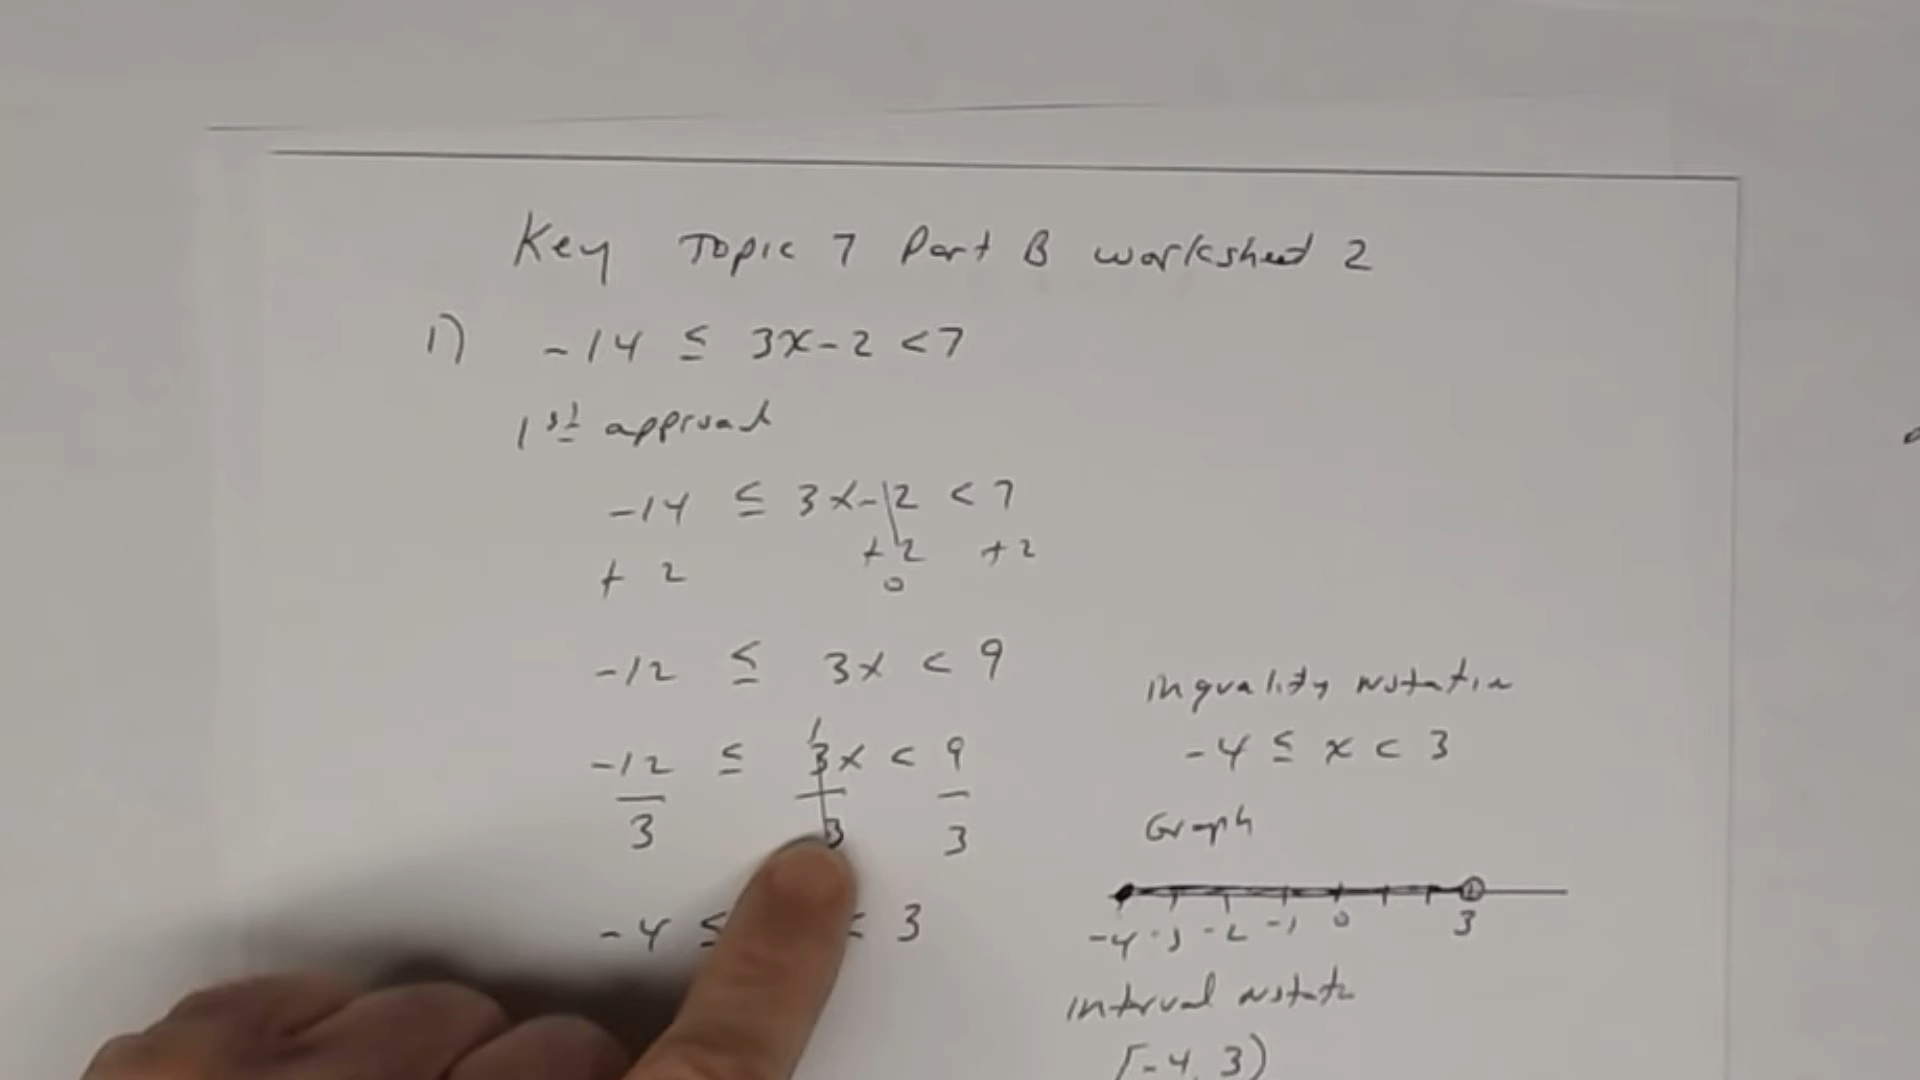 Key Topic 7 Part B worksheet 2
1) -14 ≤ 3x-2 <7
1st approach
-14 ≤ 3x-2 < 7
+ 2 +2 +2
0
-12 ≤ 3x < 9
1
-12 ≤ 3x < 9
3 3 3
-4 ≤ < 3
inquality notation
-4 ≤ x < 3
Graph
-4 -3 -2 -1 0 3
interval
[-4, 3)